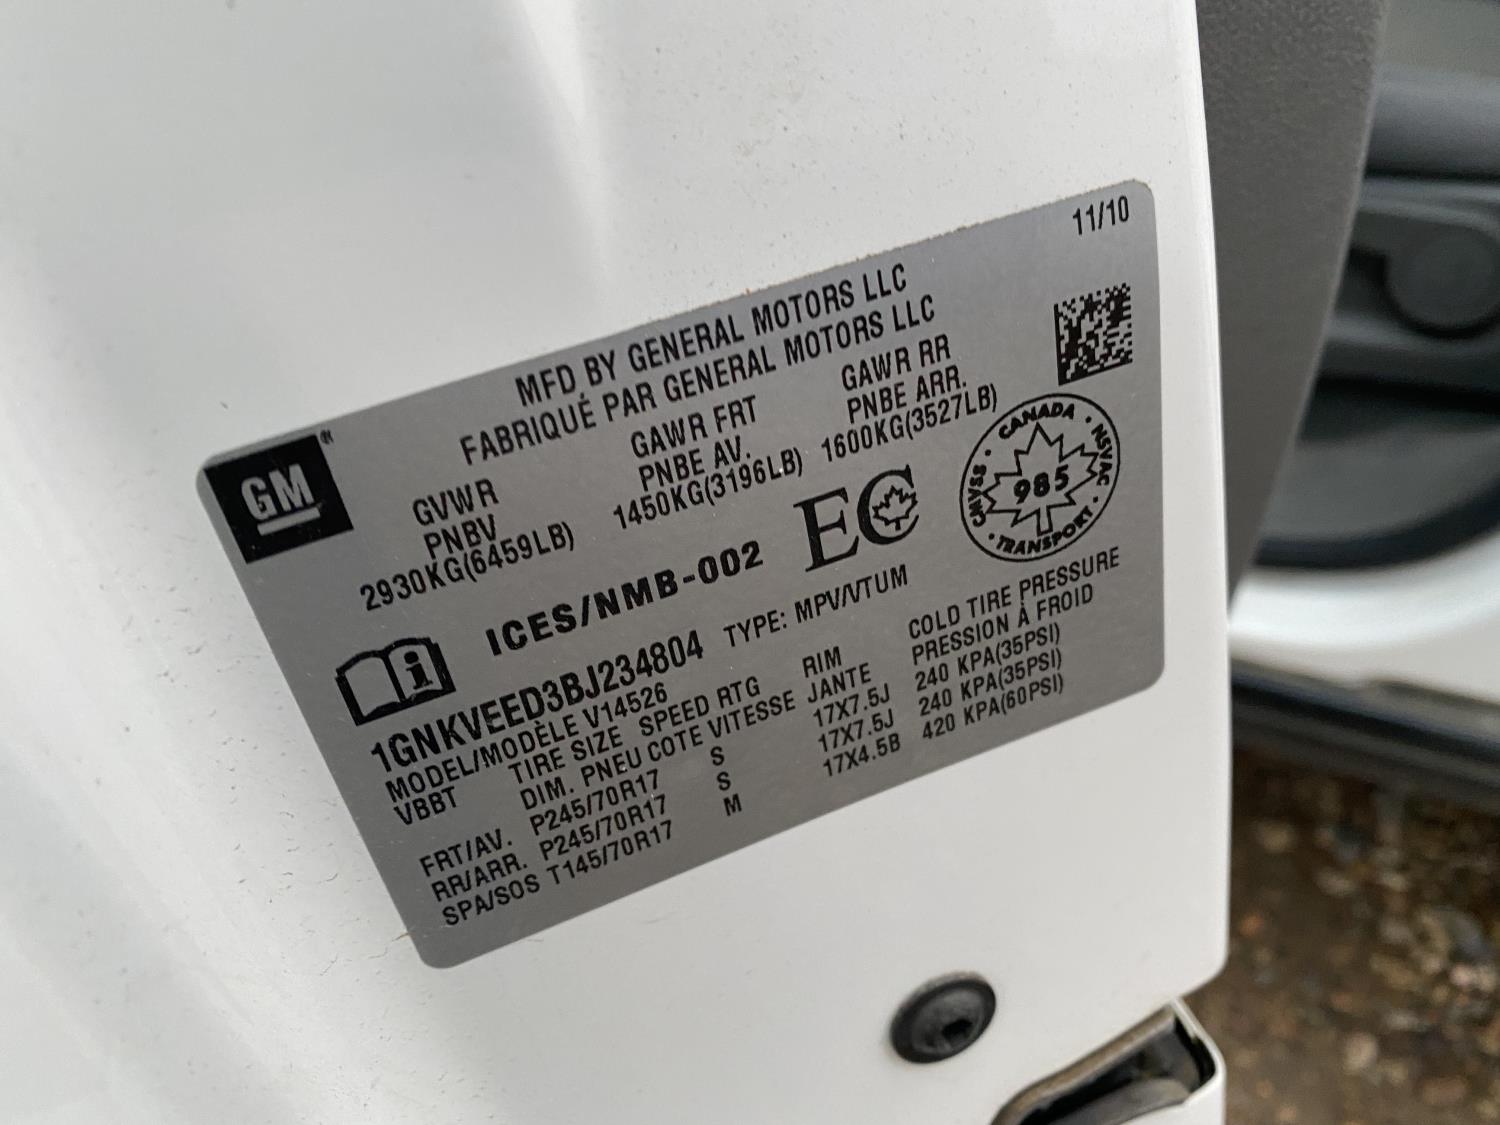 11/10
MFD BY GENERAL MOTORS LLC
FABRIQUÉ PAR GENERAL MOTORS LLC
GM
GVWR GAWR FRT GAWR RR
PNBV PNBE AV. PNBE ARR.
2930KG(6459LB) 1450KG(3196LB) 1600KG(3527LB)
ICES/NMB-002 EC
CANADA · NSVAC · TRANSPORT · CMVSS ·
985
1GNKVEED3BJ234804 TYPE: MPV/VTUM
MODEL/MODÈLE V14526
VBBT TIRE SIZE SPEED RTG RIM COLD TIRE PRESSURE
DIM. PNEU COTE VITESSE JANTE PRESSION À FROID
FRT/AV. P245/70R17 S 17X7.5J 240 KPA(35PSI)
RR/ARR. P245/70R17 S 17X7.5J 240 KPA(35PSI)
SPA/SOS T145/70R17 M 17X4.5B 420 KPA(60PSI)